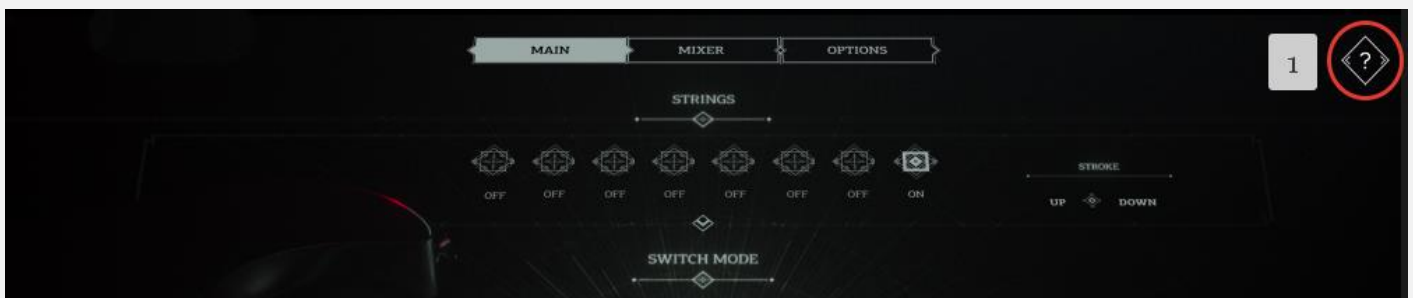 MAIN MIXER OPTIONS
1 ?
STRINGS
OFF OFF OFF OFF OFF OFF OFF ON
STROKE
UP DOWN
SWITCH MODE